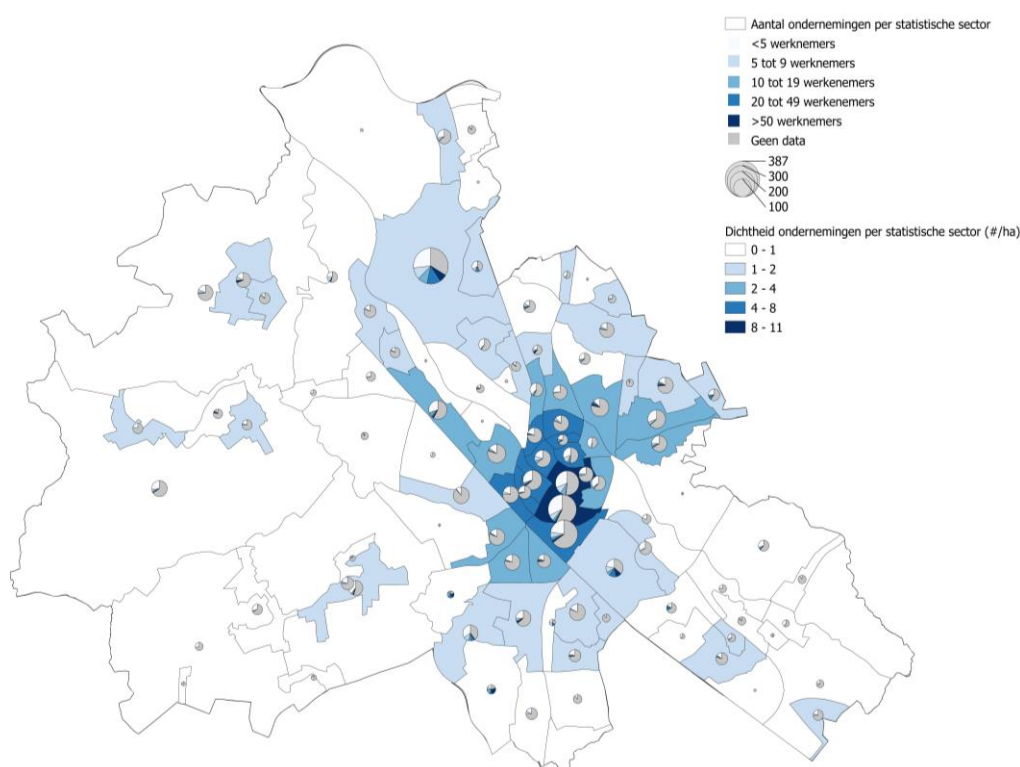 Aantal ondernemingen per statistische sector
<5 werknemers
5 tot 9 werknemers
10 tot 19 werkenemers
20 tot 49 werkenemers
>50 werknemers
Geen data
387
300
200
100
Dichtheid ondernemingen per statistische sector (#/ha)
0 - 1
1 - 2
2 - 4
4 - 8
8 - 11